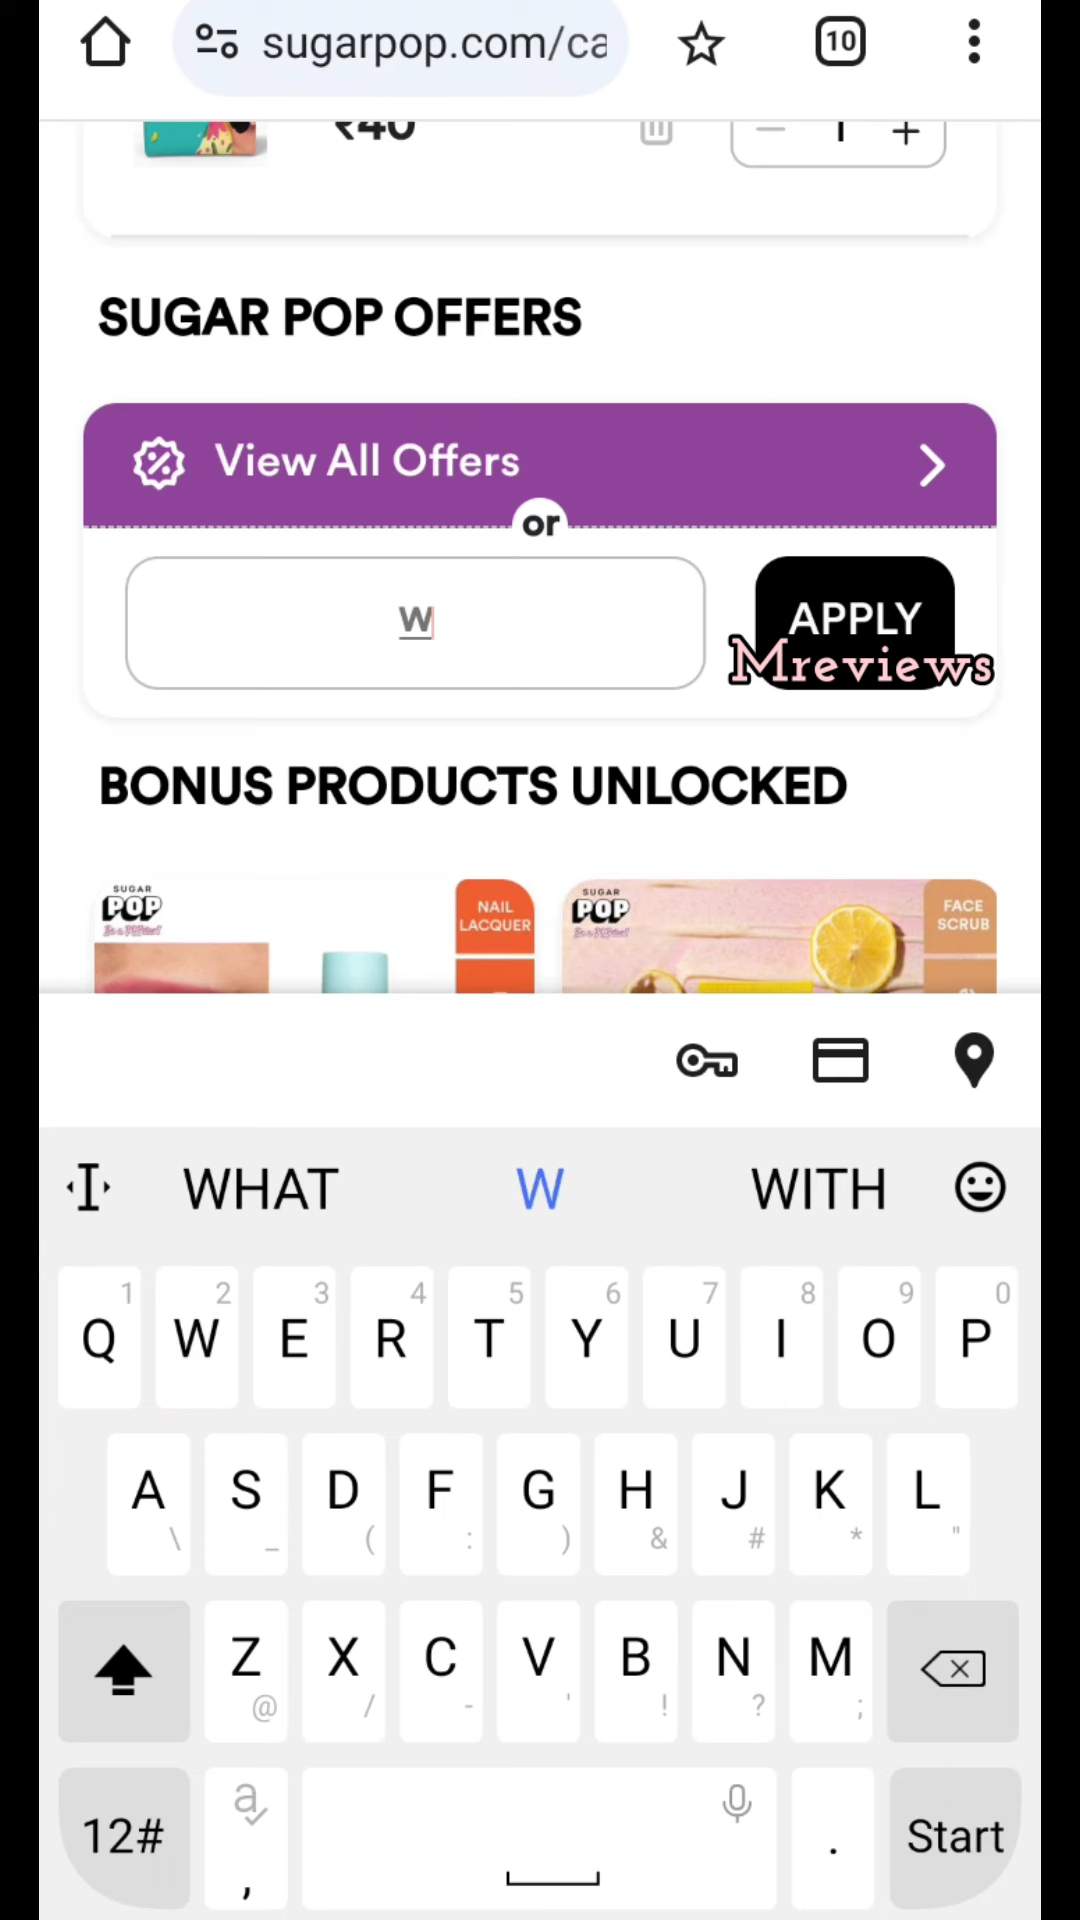 sugarpop.com/ca
10
₹40
1
SUGAR POP OFFERS
View All Offers
or
W
APPLY
Mreviews
BONUS PRODUCTS UNLOCKED
SUGAR
POP
NAIL
LACQUER
SUGAR
POP
FACE
SCRUB
WHAT W WITH
1 2 3 4 5 6 7 8 9 0
Q W E R T Y U I O P
A S D F G H J K L
\ _ ( : ) & # * "
Z X C V B N M
@ / - ' ! ? ;
12# , . Start